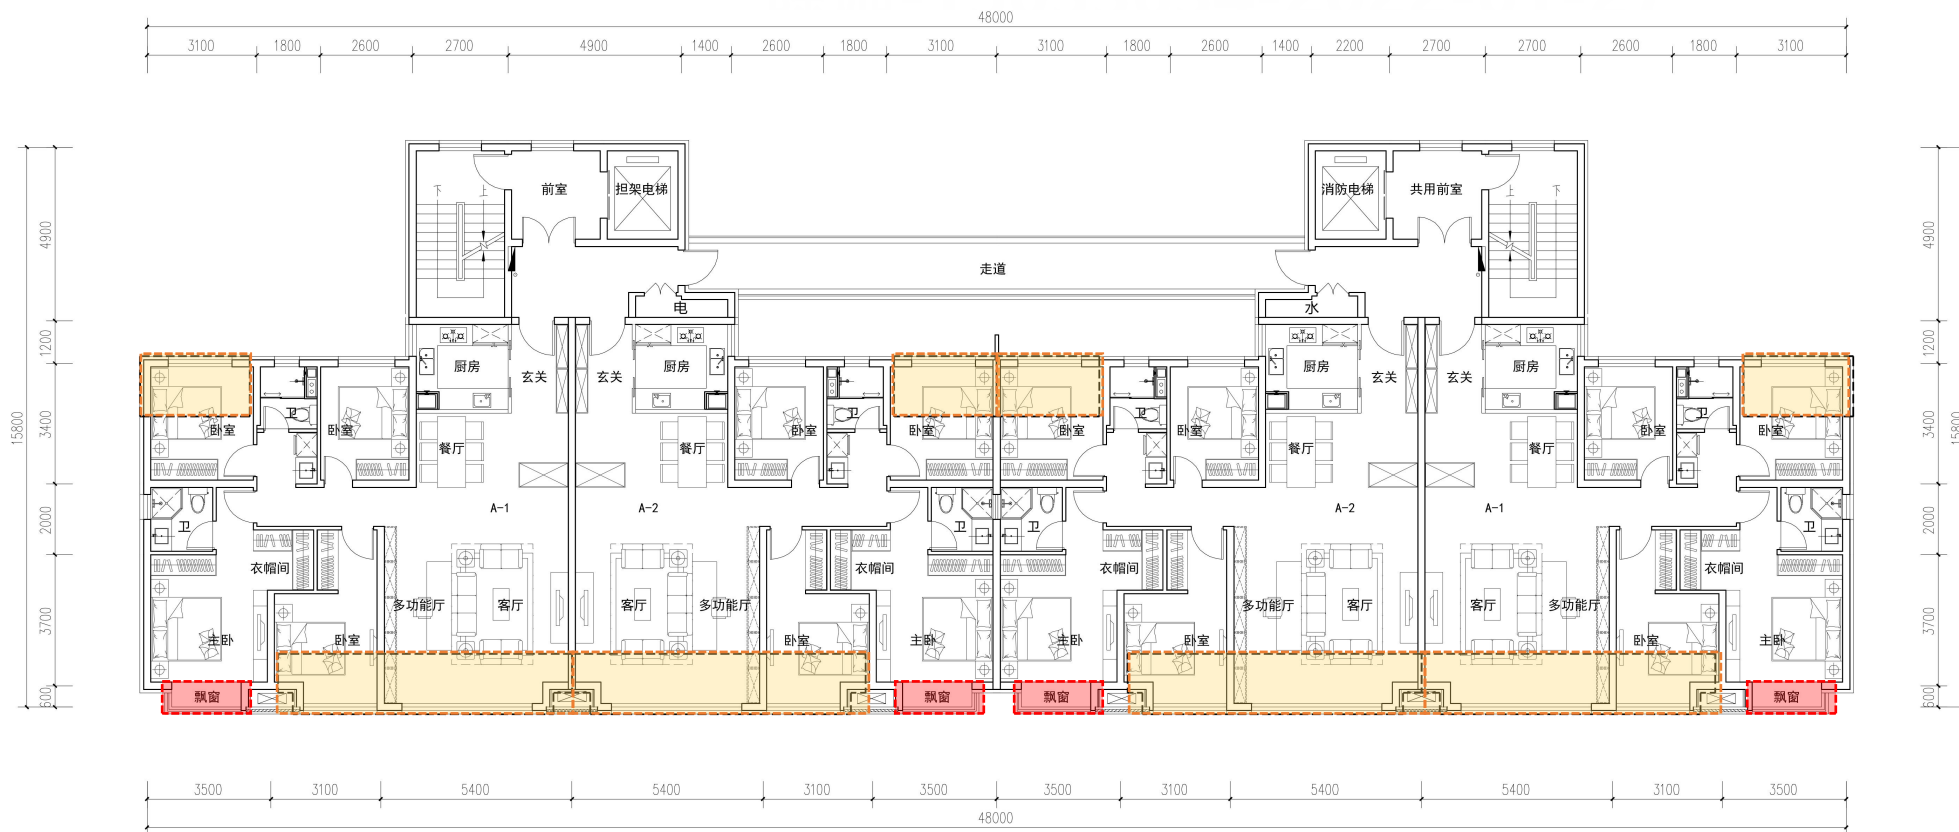 48000
3100 1800 2600 2700 4900 1400 2600 1800 3100 3100 1800 2600 1400 2200 2700 2700 2600 1800 3100
前室 担架电梯 消防电梯 共用前室
下 上 上 下
4900 4900
走道
电 水
1200 1200
厨房 玄关 玄关 厨房 厨房 玄关 玄关 厨房
15800 15800
3400 3400
卫 卫 卫 卫
卧室 卧室 卧室 卧室 卧室 卧室 卧室 卧室
餐厅 餐厅 餐厅 餐厅
A-1 A-2 A-2 A-1
2000 2000
卫 卫 卫 卫
衣帽间 衣帽间 衣帽间 衣帽间
多功能厅 客厅 客厅 多功能厅 多功能厅 客厅 客厅 多功能厅
3700 3700
主卧 卧室 卧室 主卧 主卧 卧室 卧室 主卧
600 600
飘窗 飘窗 飘窗 飘窗
3500 3100 5400 5400 3100 3500 3500 3100 5400 5400 3100 3500
48000